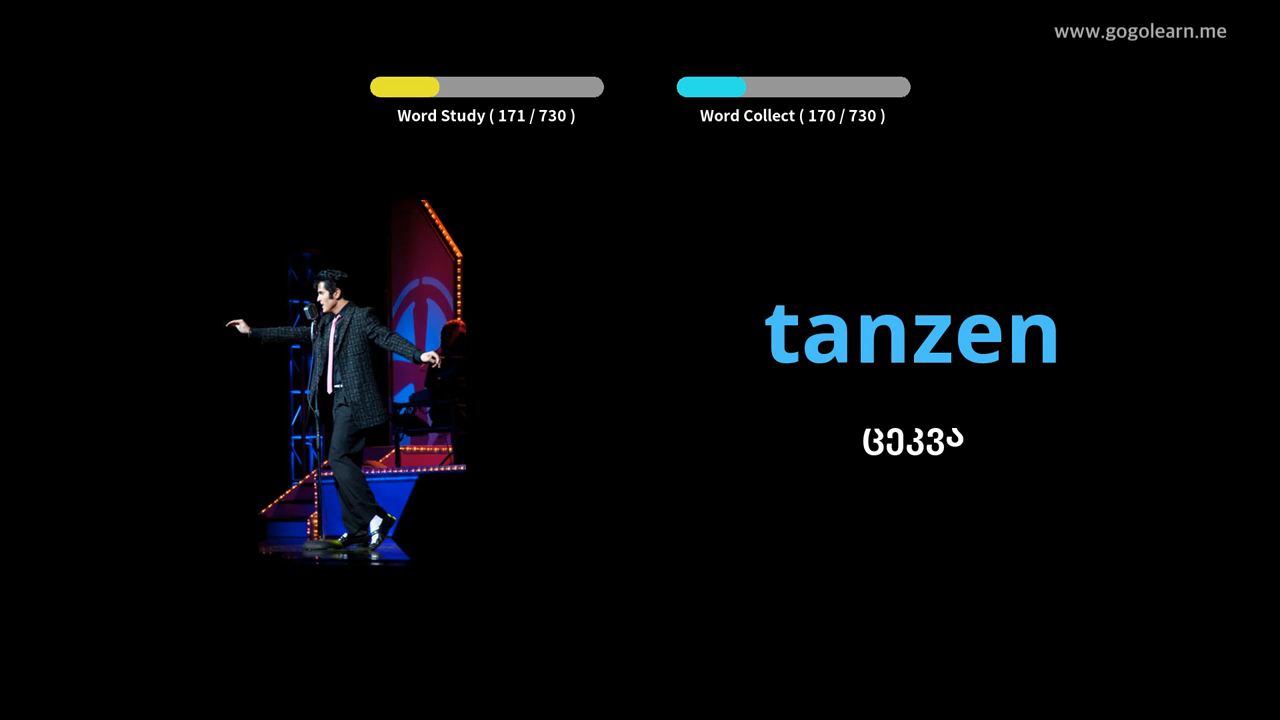 www.gogolearn.me
Word Study ( 171 / 730 )
Word Collect ( 170 / 730 )
tanzen
ცეკვა